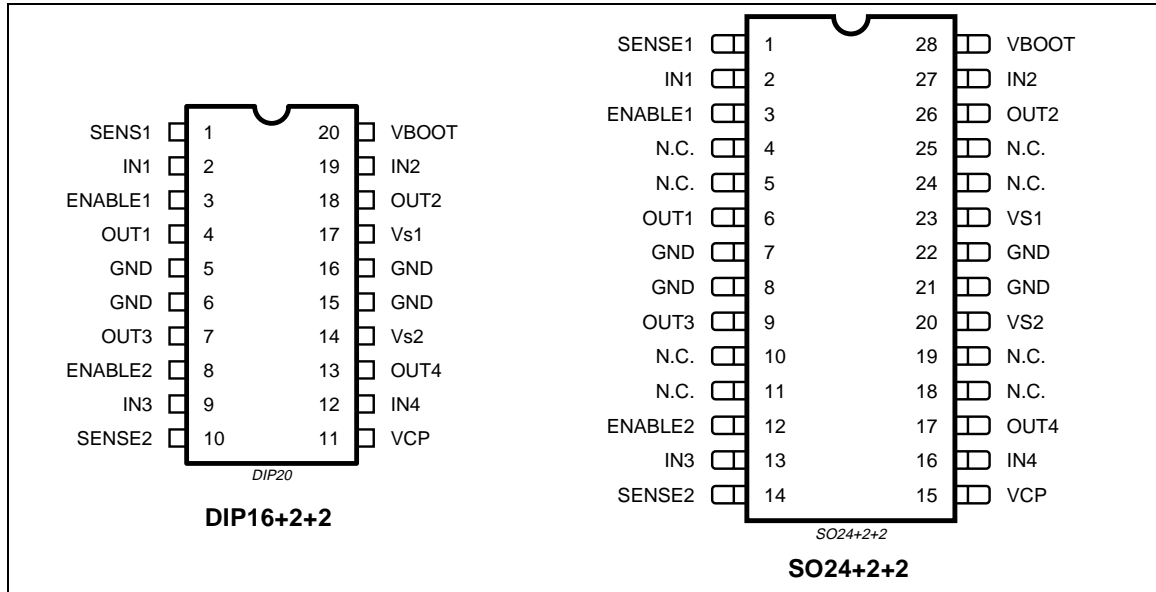 SENS1 1 20 VBOOT
IN1 2 19 IN2
ENABLE1 3 18 OUT2
OUT1 4 17 Vs1
GND 5 16 GND
GND 6 15 GND
OUT3 7 14 Vs2
ENABLE2 8 13 OUT4
IN3 9 12 IN4
SENSE2 10 11 VCP
DIP20
DIP16+2+2
SENSE1 1 28 VBOOT
IN1 2 27 IN2
ENABLE1 3 26 OUT2
N.C. 4 25 N.C.
N.C. 5 24 N.C.
OUT1 6 23 VS1
GND 7 22 GND
GND 8 21 GND
OUT3 9 20 VS2
N.C. 10 19 N.C.
N.C. 11 18 N.C.
ENABLE2 12 17 OUT4
IN3 13 16 IN4
SENSE2 14 15 VCP
SO24+2+2
SO24+2+2